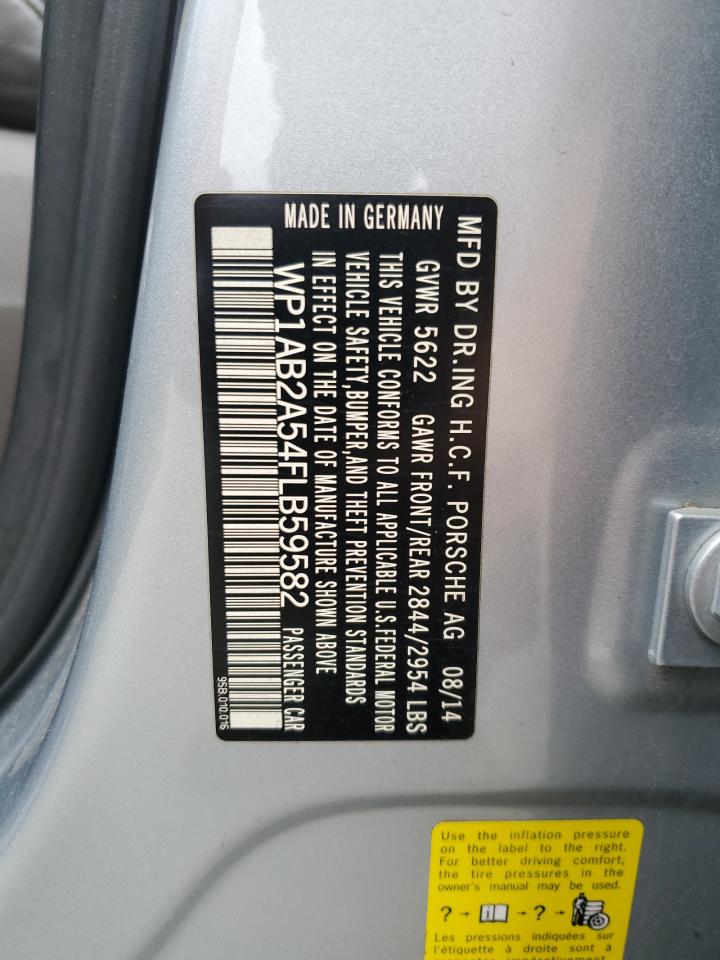 MFD BY DR.ING H.C.F. PORSCHE AG 08/14
GVWR 5622 GAWR FRONT/REAR 2844/2954 LBS
THIS VEHICLE CONFORMS TO ALL APPLICABLE U.S.FEDERAL MOTOR
VEHICLE SAFETY,BUMPER,AND THEFT PREVENTION STANDARDS
IN EFFECT ON THE DATE OF MANUFACTURE SHOWN ABOVE
WP1AB2A54FLB59582 PASSENGER CAR
95B.010.016
MADE IN GERMANY
Use the inflation pressure
on the label to the right.
For better driving comfort,
the tire pressures in the
owner's manual may be used.
? - i - ? -
Les pressions indiquées sur
l'étiquette à droite sont à